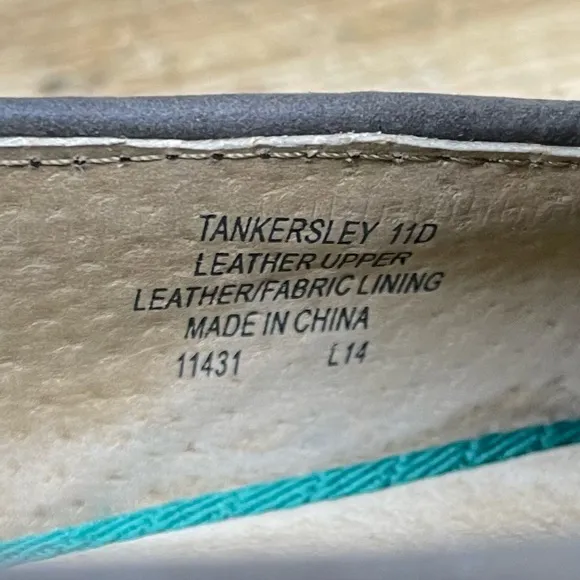 TANKERSLEY 11D
LEATHER UPPER
LEATHER/FABRIC LINING
MADE IN CHINA
11431 L14